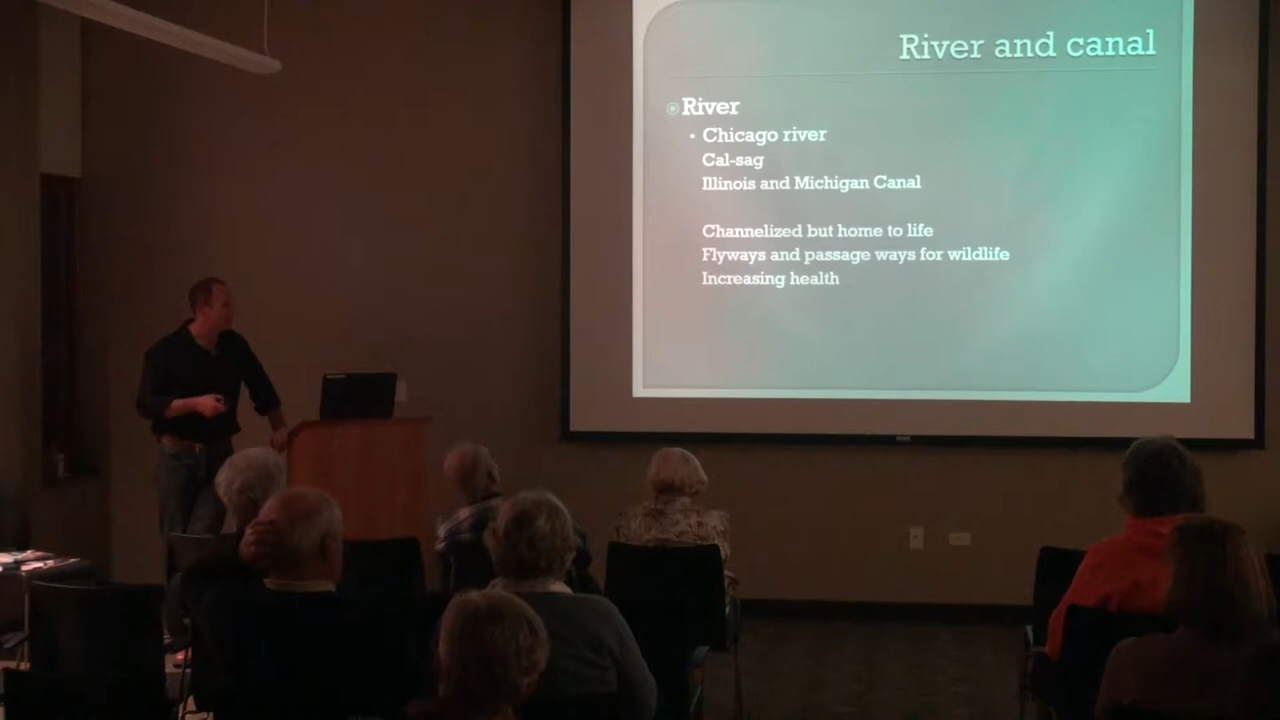 River and canal
River
Chicago river
Cal-sag
Illinois and Michigan Canal
Channelized but home to life
Flyways and passage ways for wildlife
Increasing health